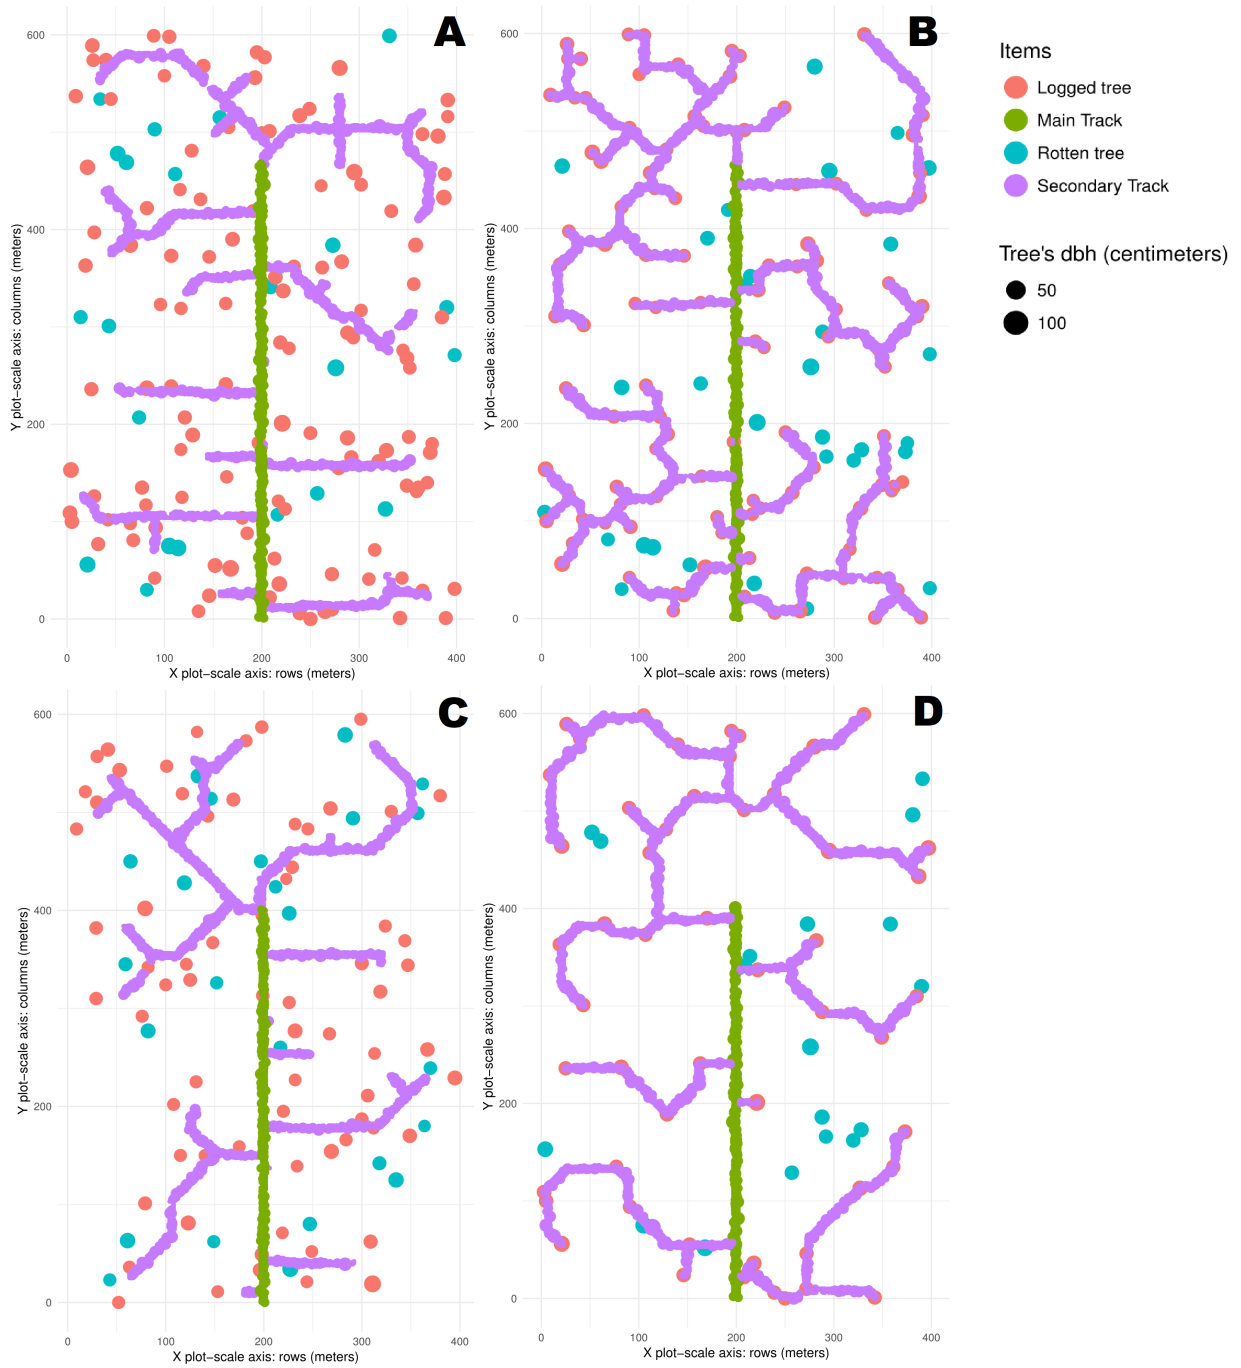 A
600
400
200
0
0
100
200
300
400
Y plot−scale axis: columns (meters)
X plot−scale axis: rows (meters)
B
600
400
200
0
0
100
200
300
400
Y plot−scale axis: columns (meters)
X plot−scale axis: rows (meters)
Items
Logged tree
Main Track
Rotten tree
Secondary Track
Tree's dbh (centimeters)
50
100
C
600
400
200
0
0
100
200
300
400
Y plot−scale axis: columns (meters)
X plot−scale axis: rows (meters)
D
600
400
200
0
0
100
200
300
400
Y plot−scale axis: columns (meters)
X plot−scale axis: rows (meters)